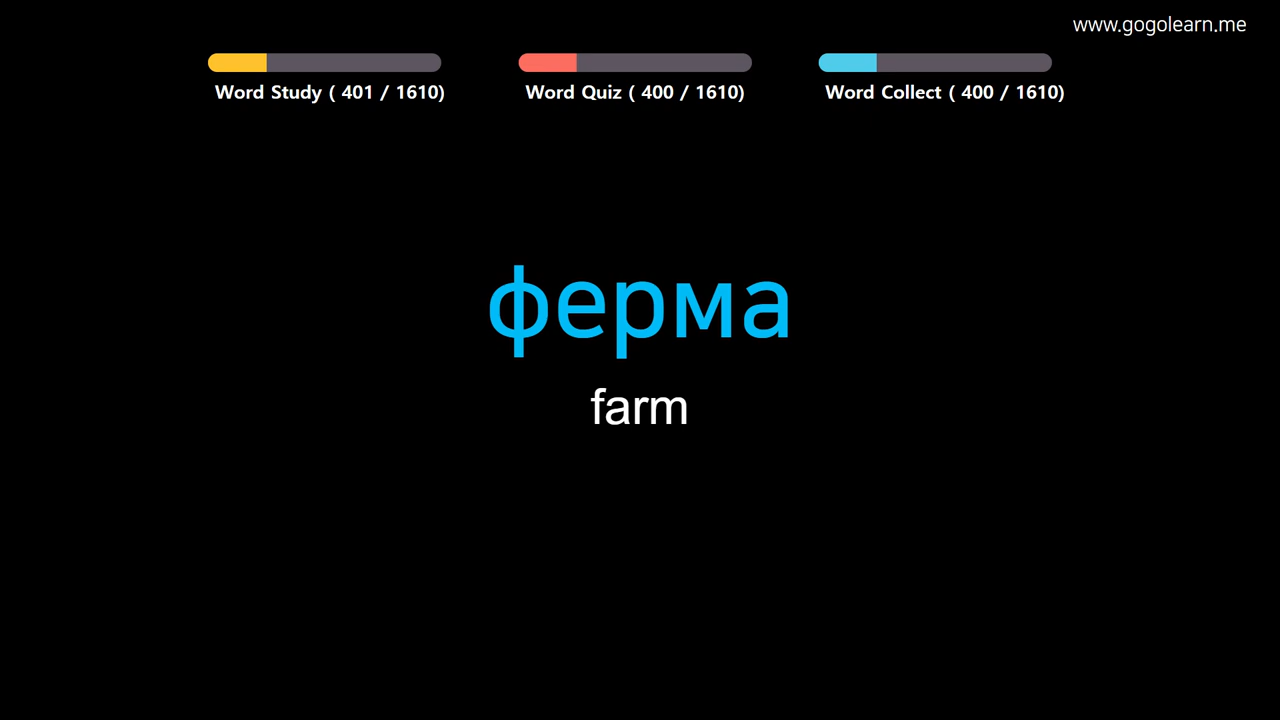 www.gogolearn.me
Word Study ( 401 / 1610)
Word Quiz ( 400 / 1610)
Word Collect ( 400 / 1610)
ферма
farm